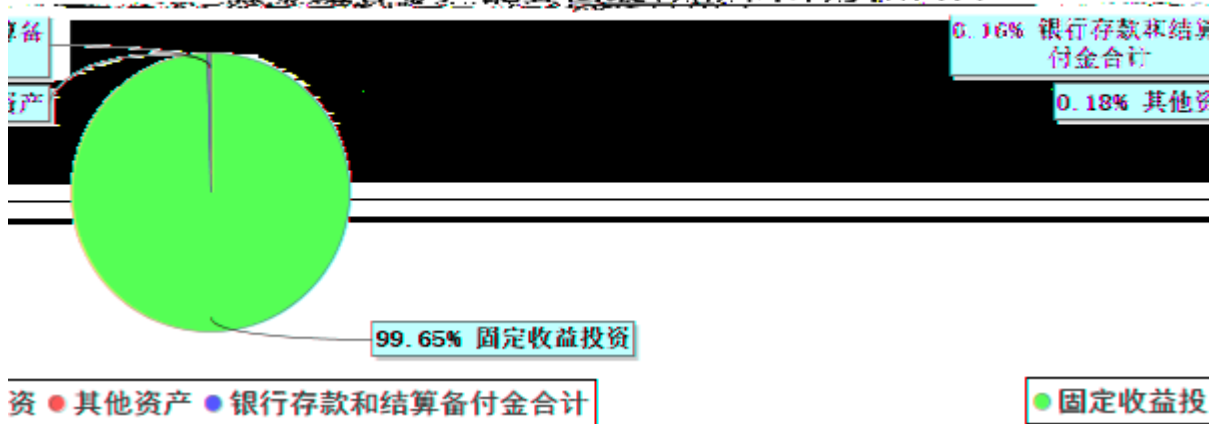 算备
0.16% 银行存款和结算
付金合计
资产
0.18% 其他资
99.65% 固定收益投资
资 其他资产 银行存款和结算备付金合计
固定收益投